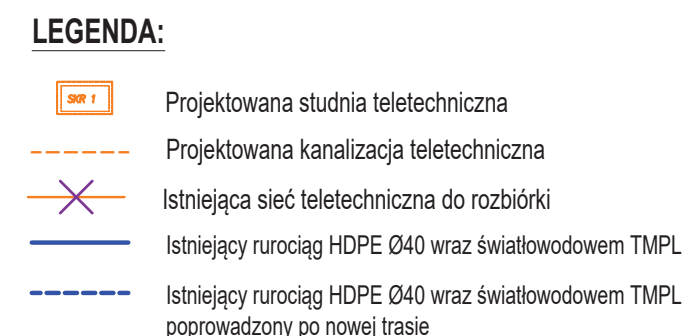 LEGENDA:
SKR 1
Projektowana studnia teletechniczna
Projektowana kanalizacja teletechniczna
Istniejąca sieć teletechniczna do rozbiórki
Istniejący rurociąg HDPE Ø40 wraz światłowodowem TMPL
Istniejący rurociąg HDPE Ø40 wraz światłowodowem TMPL
poprowadzony po nowej trasie